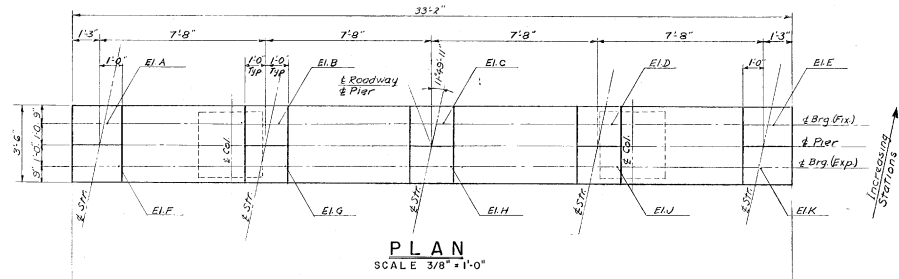 33'-2"
1'-3" 7'-8" 7'-8" 7'-8" 7'-8" 1'-3"
1'-0" 1'-0" 1'-0" 11°-49'-11" 1'-0"
Typ Typ
El. A El. B El. C El. D El. E
℄ Roadway
℄ Pier
3'-6"
9" 1'-0" 1'-0" 9"
℄ Col. ℄ Col.
℄ Brg. (Fix.)
℄ Pier
℄ Brg. (Exp.)
Increasing
Stations
℄ Str. ℄ Str. ℄ Str. ℄ Str.
El. F El. G El. H El. J El. K
PLAN
SCALE 3/8" = 1'-0"